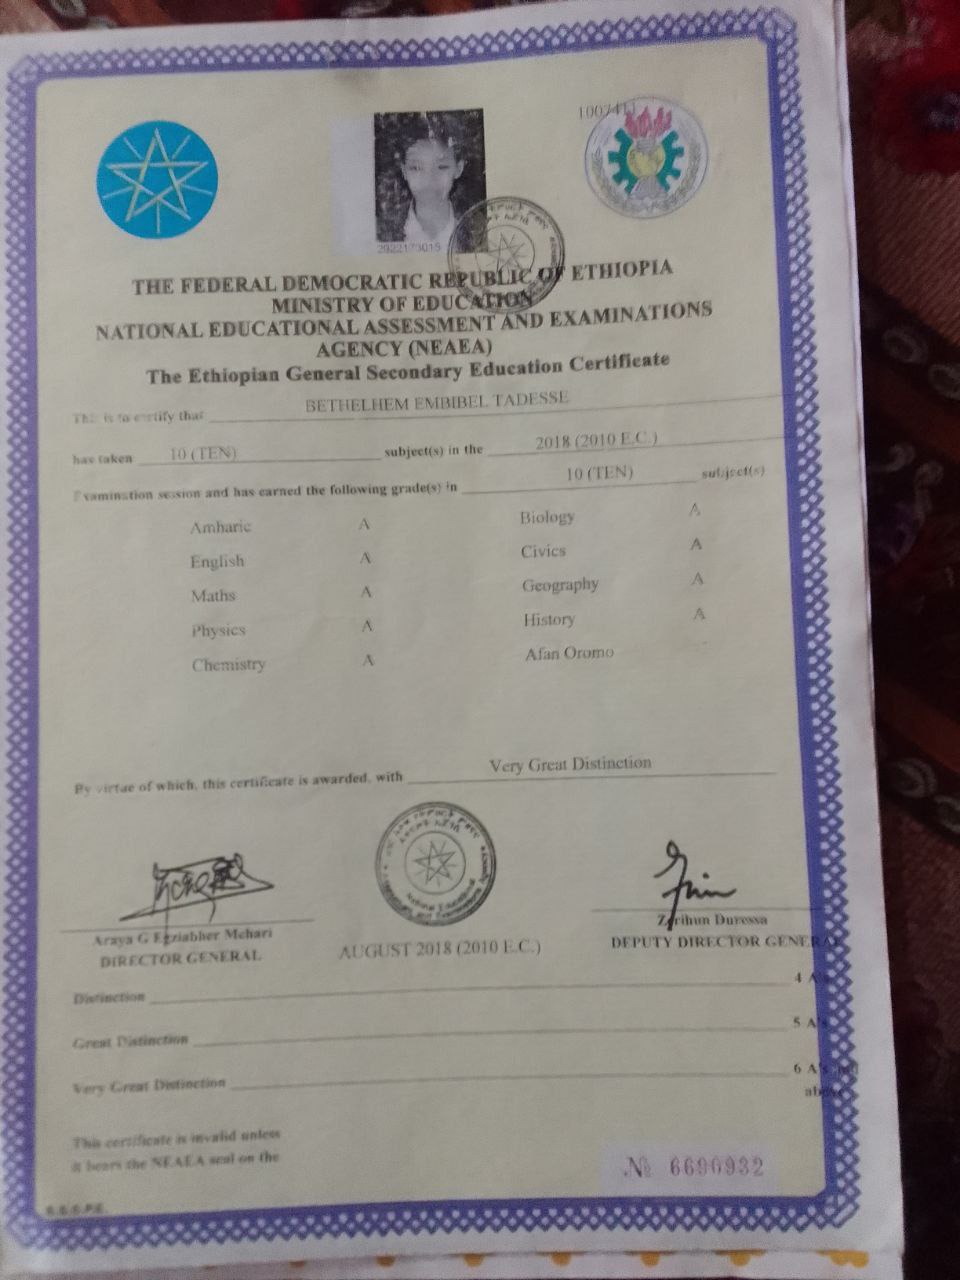 1007411
2922173015
THE FEDERAL DEMOCRATIC REPUBLIC OF ETHIOPIA
MINISTRY OF EDUCATION
NATIONAL EDUCATIONAL ASSESSMENT AND EXAMINATIONS
AGENCY (NEAEA)
The Ethiopian General Secondary Education Certificate
This is to certify that BETHELHEM EMBIBEL TADESSE
has taken 10 (TEN) subject(s) in the 2018 (2010 E.C.)
Examination session and has earned the following grade(s) in 10 (TEN) subject(s)
Amharic A Biology A
English A Civics A
Maths A Geography A
Physics A History A
Chemistry A Afan Oromo -
By virtue of which, this certificate is awarded, with Very Great Distinction
Araya G Egziabher Mehari Zerihun Duressa
DIRECTOR GENERAL AUGUST 2018 (2010 E.C.) DEPUTY DIRECTOR GENERAL
Distinction 4 A
Great Distinction 5 A's
Very Great Distinction 6 A's and
above
This certificate is invalid unless
it bears the NEAEA seal on the
№ 6690932